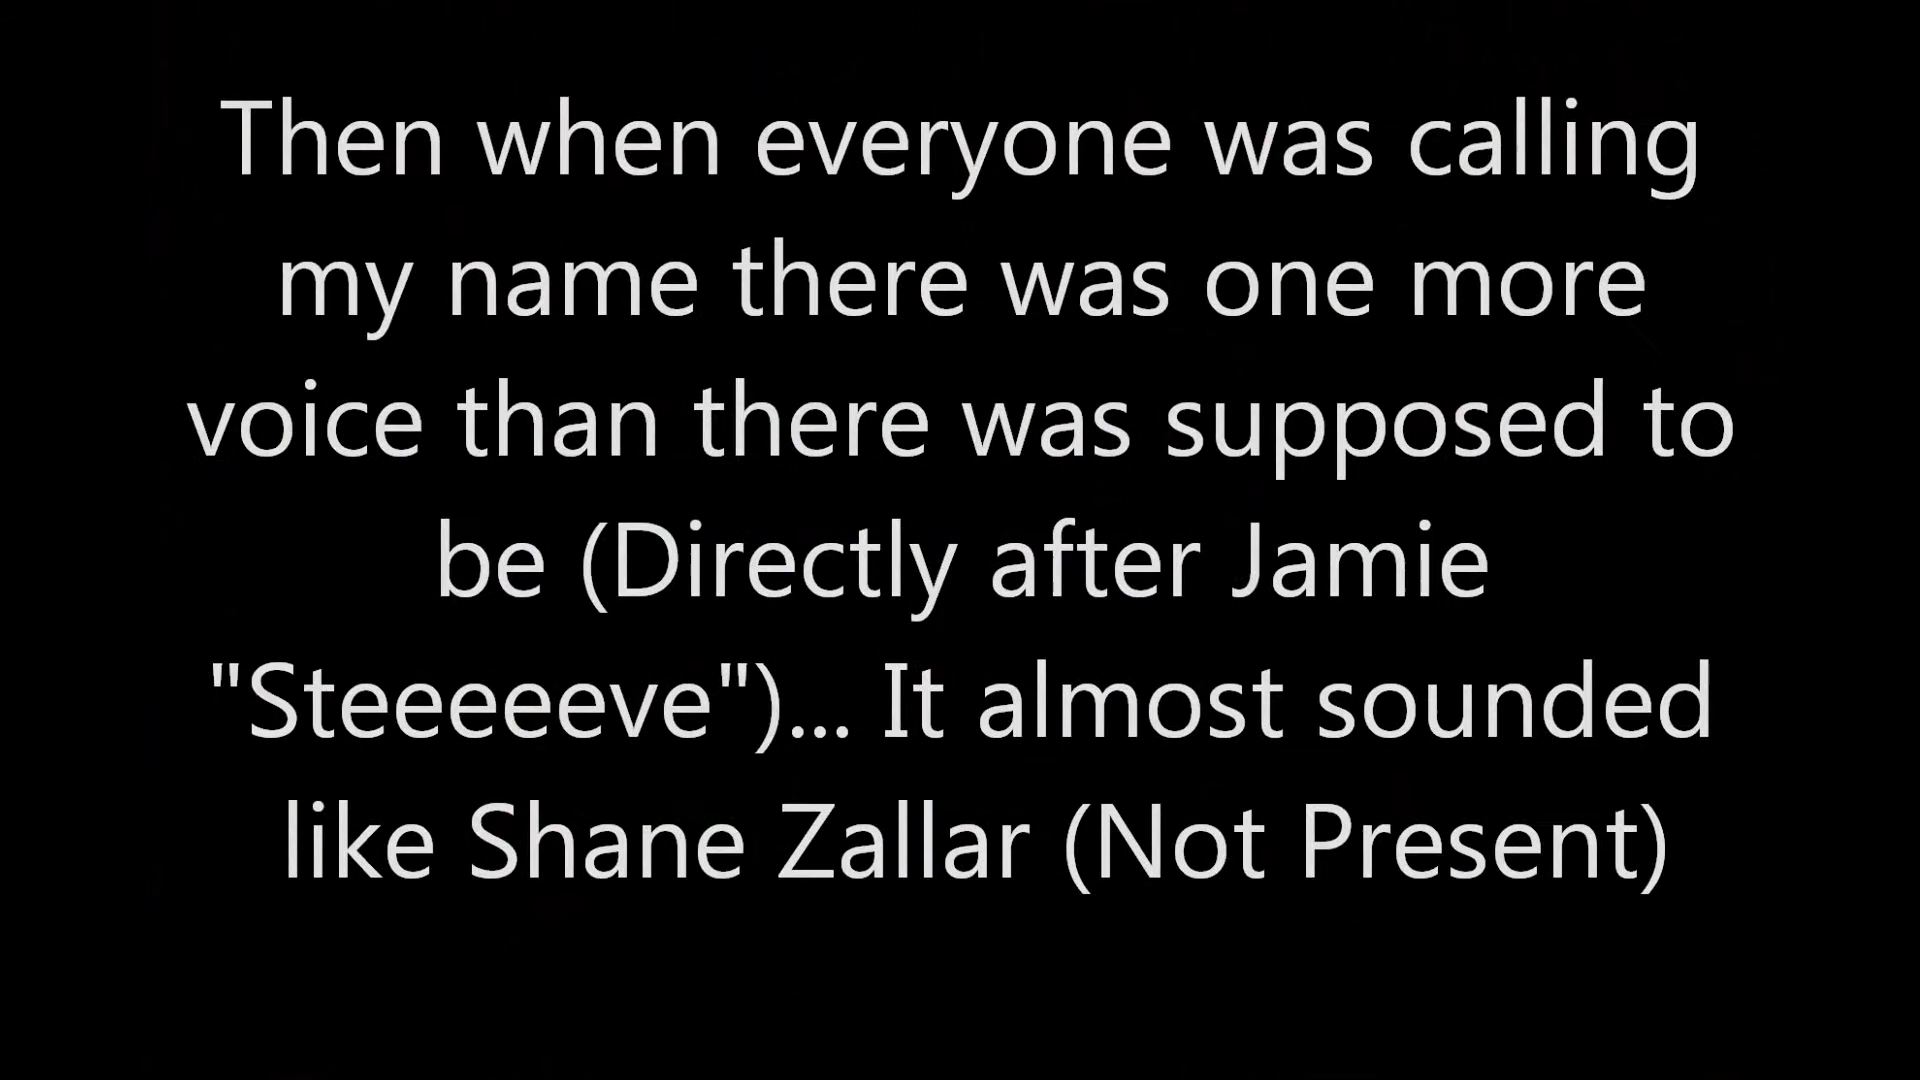 Then when everyone was calling
my name there was one more
voice than there was supposed to
be (Directly after Jamie
"Steeeeeve")... It almost sounded
like Shane Zallar (Not Present)